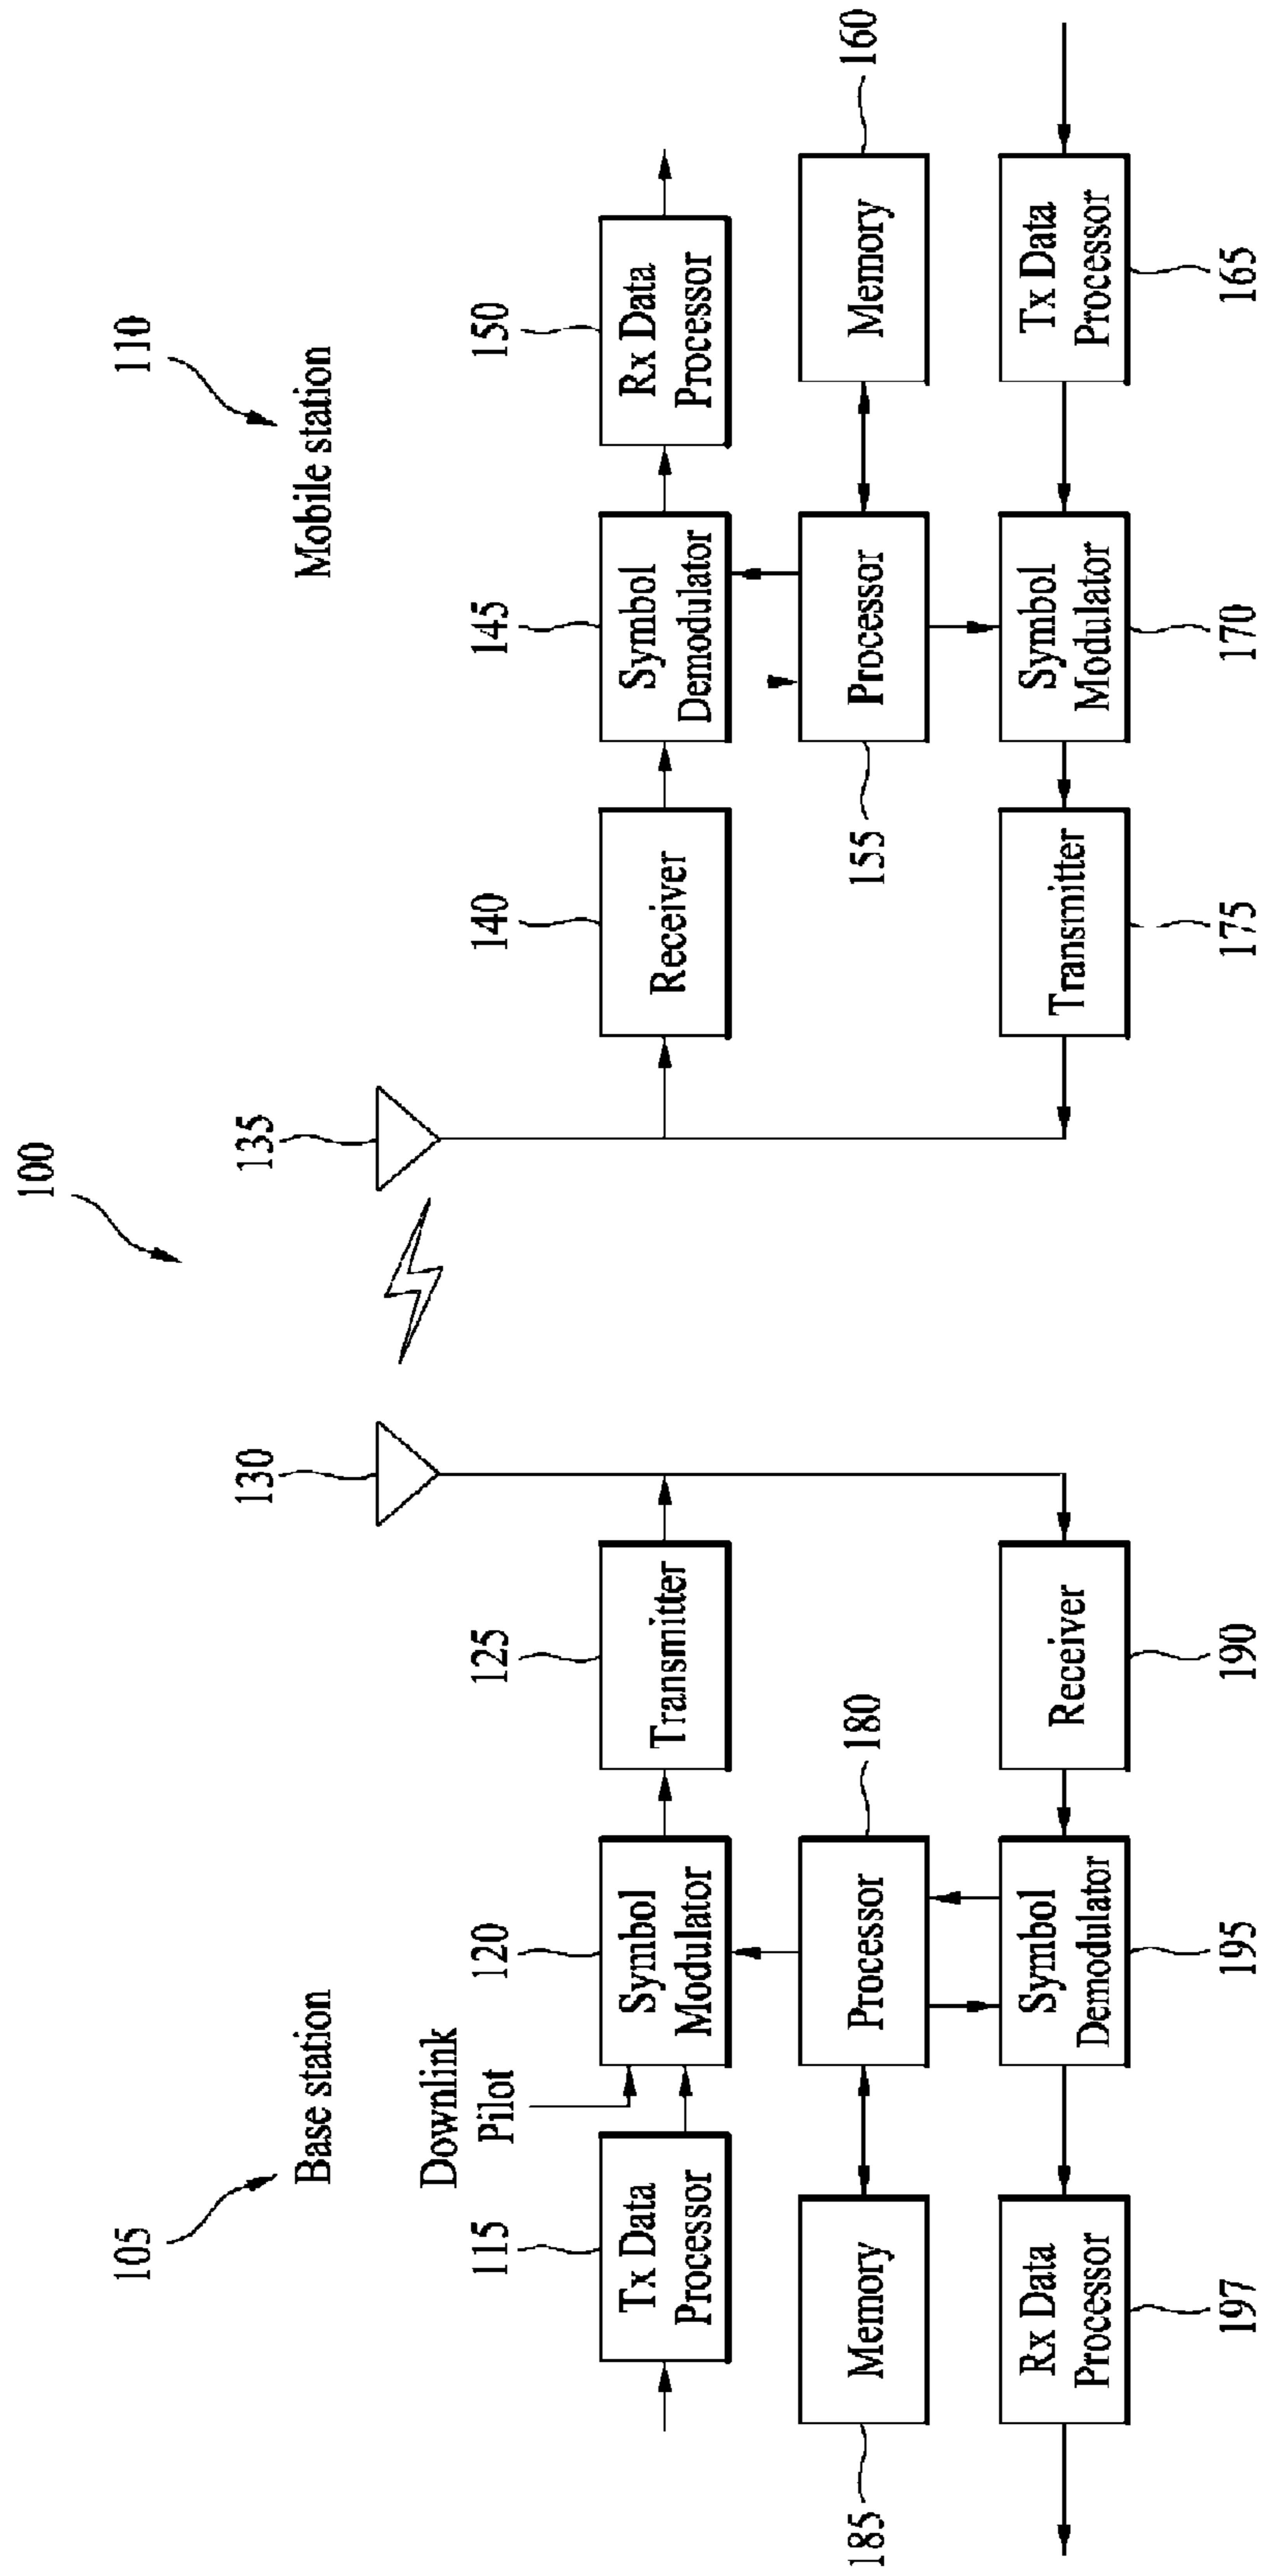 100
105
Base station
110
Mobile station
130
135
Downlink
Pilot
115
Tx Data
Processor
120
Symbol
Modulator
125
Transmitter
140
Receiver
145
Symbol
Demodulator
150
Rx Data
Processor
185
Memory
180
Processor
155
Processor
160
Memory
197
Rx Data
Processor
195
Symbol
Demodulator
190
Receiver
175
Transmitter
170
Symbol
Modulator
165
Tx Data
Processor